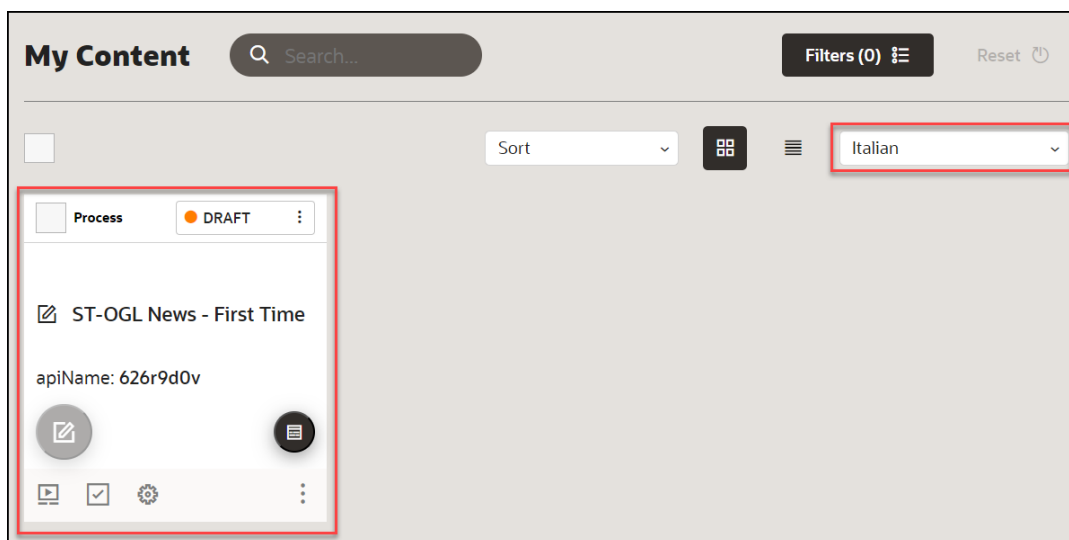 My Content
Search...
Filters (0)
Reset
Sort
Italian
Process
DRAFT
ST-OGL News - First Time
apiName: 626r9d0v